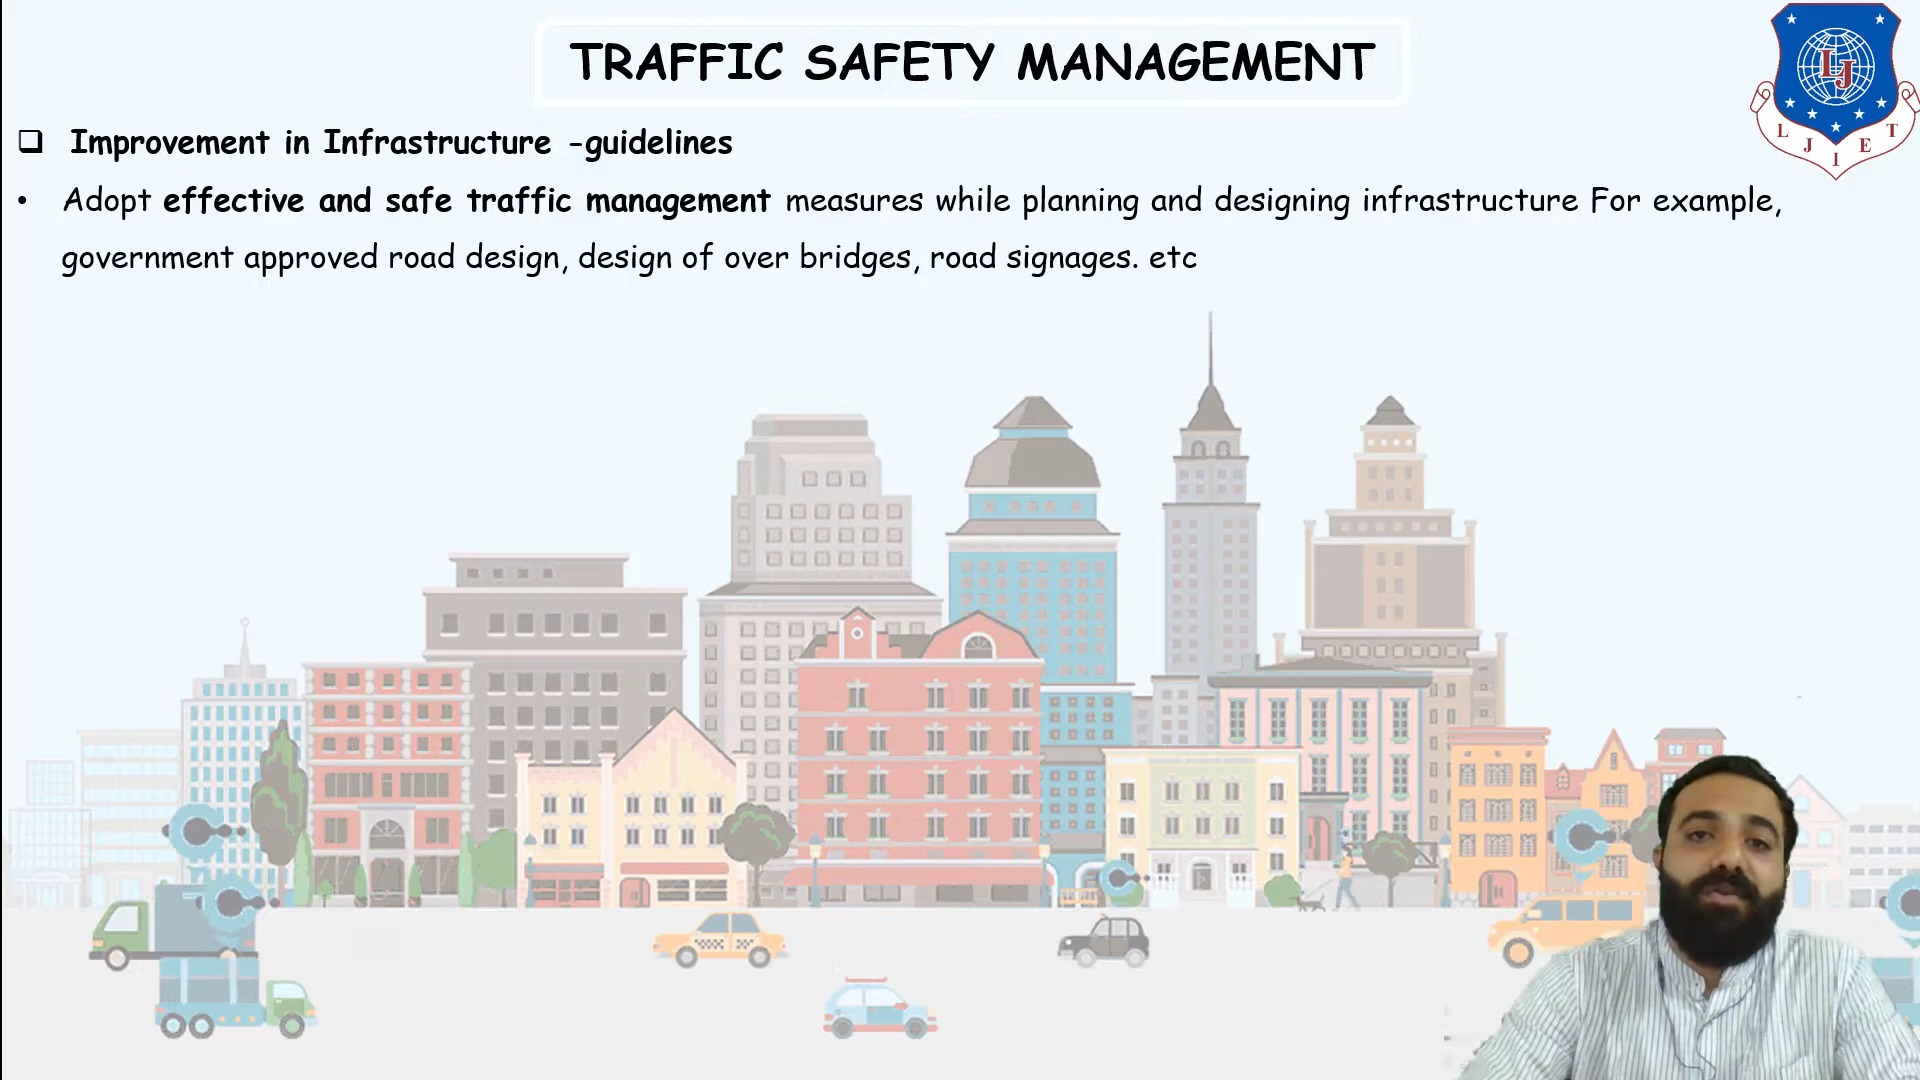 TRAFFIC SAFETY MANAGEMENT
LJ
L J I E T
❑ Improvement in Infrastructure -guidelines
• Adopt effective and safe traffic management measures while planning and designing infrastructure For example,
government approved road design, design of over bridges, road signages. etc